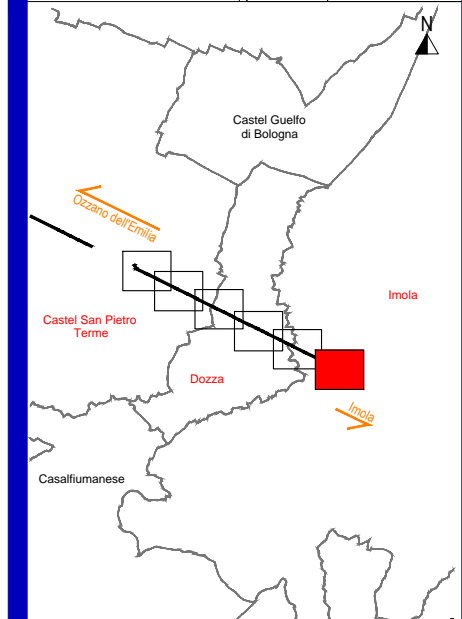 N
Castel Guelfo
di Bologna
Ozzano dell'Emilia
Imola
Castel San Pietro
Terme
Dozza
Imola
Casalfiumanese